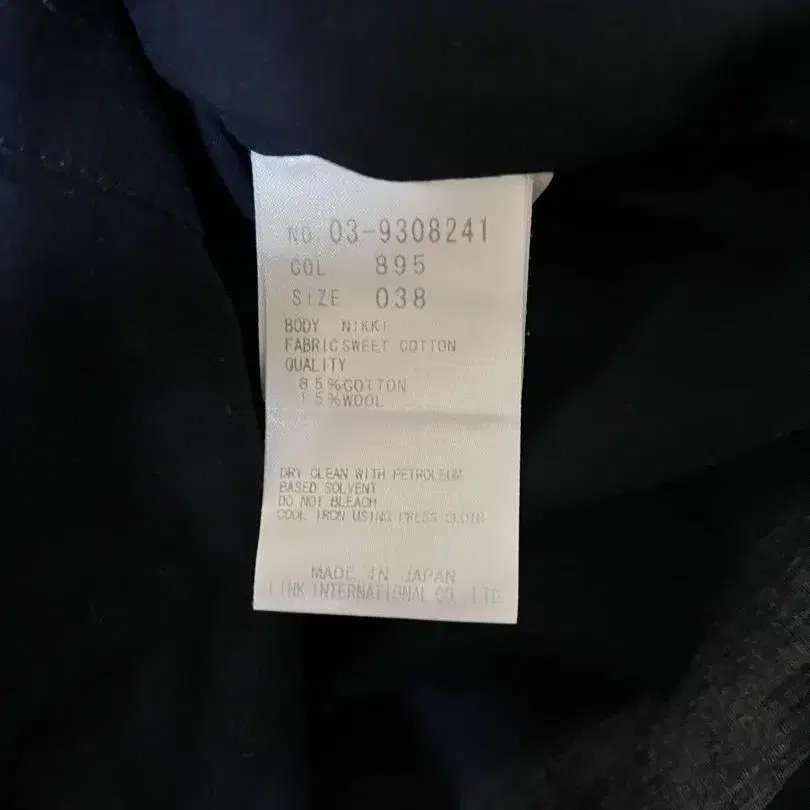 NO 03-9308241
COL 895
SIZE 038
BODY NIKKI
FABRIC SWEET COTTON
QUALITY
85%COTTON
15%WOOL
DRY CLEAN WITH PETROLEUM
BASED SOLVENT
DO NOT BLEACH
COOL IRON USING PRESS CLOTH
MADE IN JAPAN
LINK INTERNATIONAL CO.,LTD